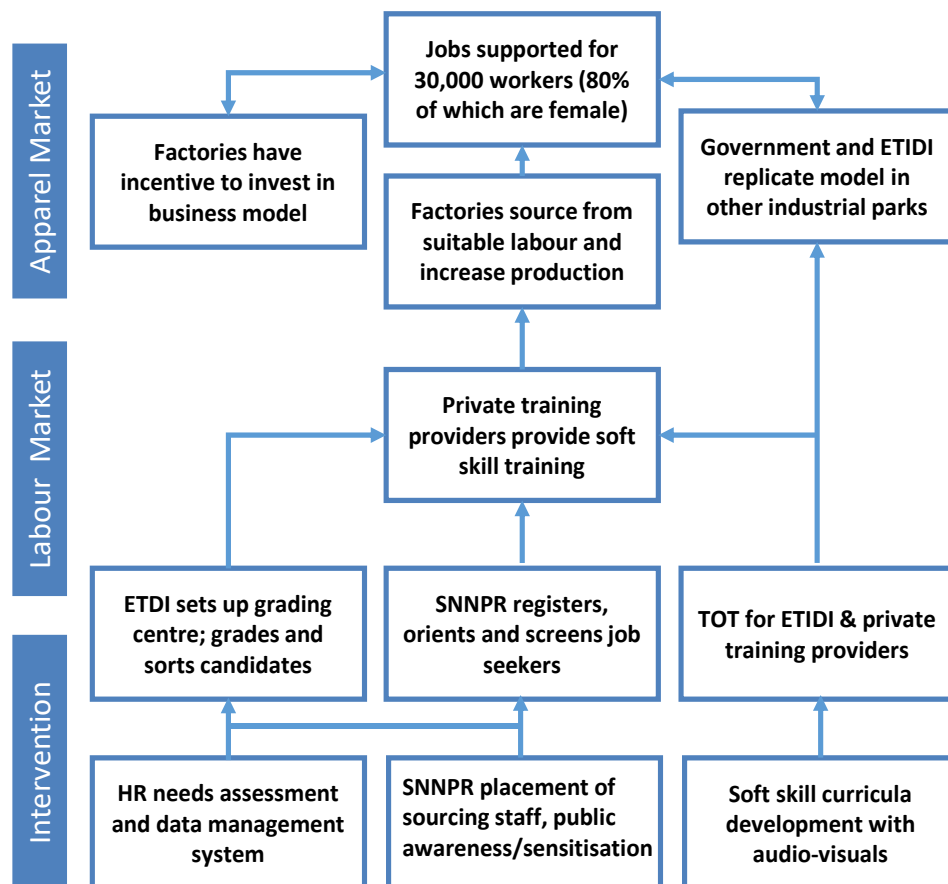 Apparel Market
Jobs supported for
30,000 workers (80%
of which are female)
Factories have
incentive to invest in
business model
Government and ETIDI
replicate model in
other industrial parks
Factories source from
suitable labour and
increase production
Labour Market
Private training
providers provide soft
skill training
ETDI sets up grading
centre; grades and
sorts candidates
SNNPR registers,
orients and screens job
seekers
TOT for ETIDI & private
training providers
Intervention
HR needs assessment
and data management
system
SNNPR placement of
sourcing staff, public
awareness/sensitisation
Soft skill curricula
development with
audio-visuals